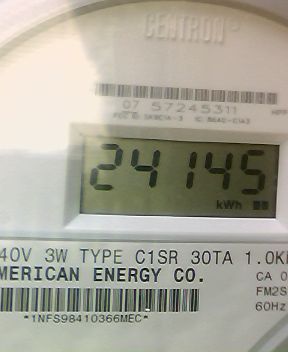 CENTRON
07 57245311
24145
kWh
40V 3W TYPE C1SR 30TA 1.0K
MERICAN ENERGY CO.
CA 0
FM2S
60Hz
*1NFS98410366MEC*